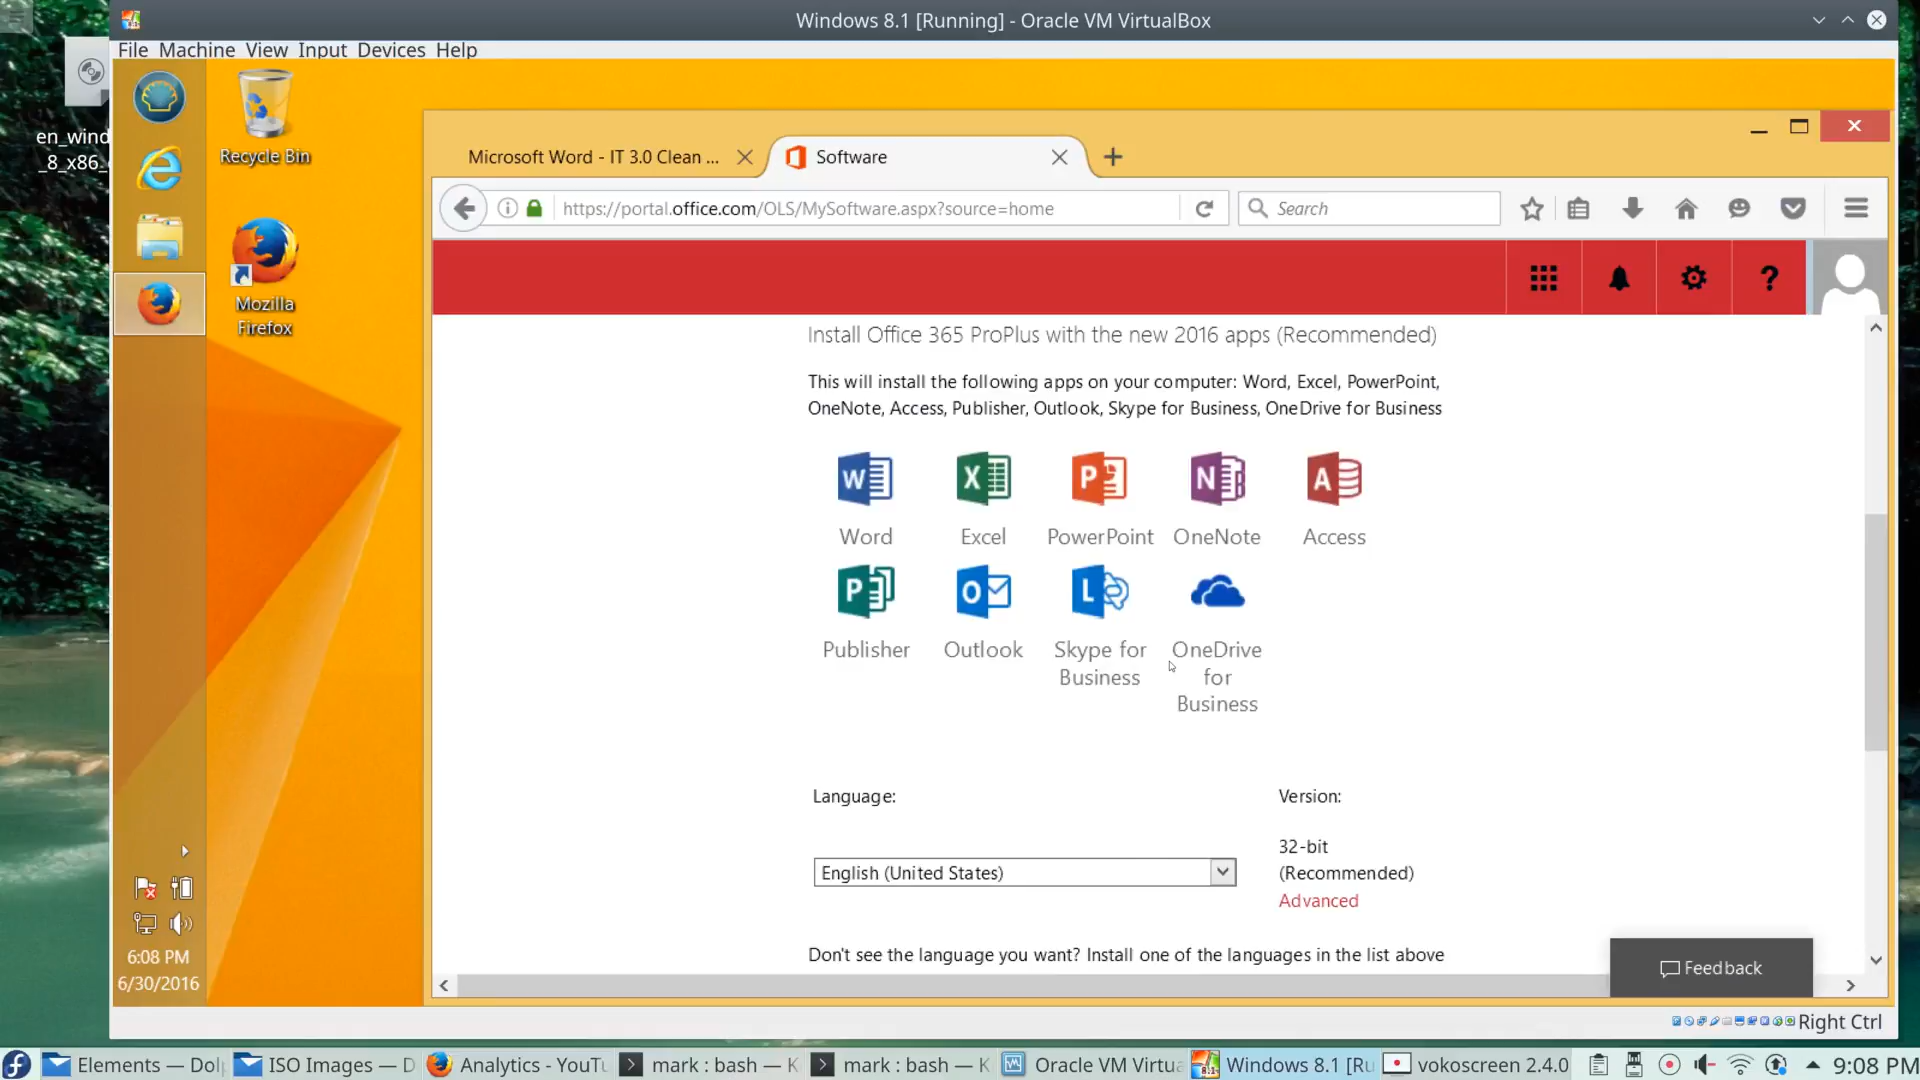 Windows 8.1 [Running] - Oracle VM VirtualBox
File Machine View Input Devices Help
en_wind
_8_x86.
Recycle Bin
Mozilla
Firefox
Microsoft Word - IT 3.0 Clean ...
Software
https://portal.office.com/OLS/MySoftware.aspx?source=home
Search
Install Office 365 ProPlus with the new 2016 apps (Recommended)
This will install the following apps on your computer: Word, Excel, PowerPoint,
OneNote, Access, Publisher, Outlook, Skype for Business, OneDrive for Business
Word Excel PowerPoint OneNote Access
Publisher Outlook Skype for
Business OneDrive
for
Business
Language:
Version:
English (United States)
32-bit
(Recommended)
Advanced
Don't see the language you want? Install one of the languages in the list above
Feedback
6:08 PM
6/30/2016
Right Ctrl
Elements — Dol
ISO Images — D
Analytics - YouTu
mark : bash — K
mark : bash — K
Oracle VM Virtua
Windows 8.1 [Ru
vokoscreen 2.4.0
9:08 PM